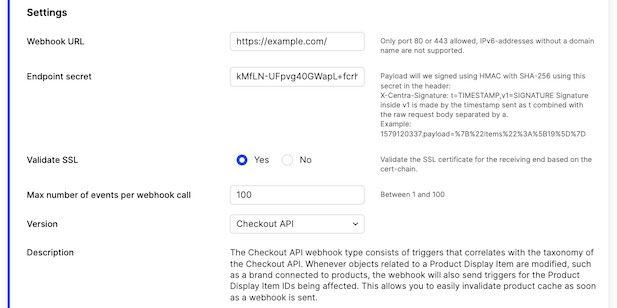 Settings
Webhook URL
https://example.com/
Only port 80 or 443 allowed, IPv6-addresses without a domain
name are not supported.
Endpoint secret
kMfLN-UFpvg40GWapL+fcrh
Payload will we signed using HMAC with SHA-256 using this
secret in the header:
X-Centra-Signature: t=TIMESTAMP,v1=SIGNATURE Signature
inside v1 is made by the timestamp sent as t combined with
the raw request body separated by a.
Example:
1579120337.payload=%7B%22items%22%3A%5B19%5D%7D
Validate SSL
Yes
No
Validate the SSL certificate for the receiving end based on the
cert-chain.
Max number of events per webhook call
100
Between 1 and 100
Version
Checkout API
Description
The Checkout API webhook type consists of triggers that correlates with the taxonomy of
the Checkout API. Whenever objects related to a Product Display Item are modified, such
as a brand connected to products, the webhook will also send triggers for the Product
Display Item IDs being affected. This allows you to easily invalidate product cache as soon
as a webhook is sent.